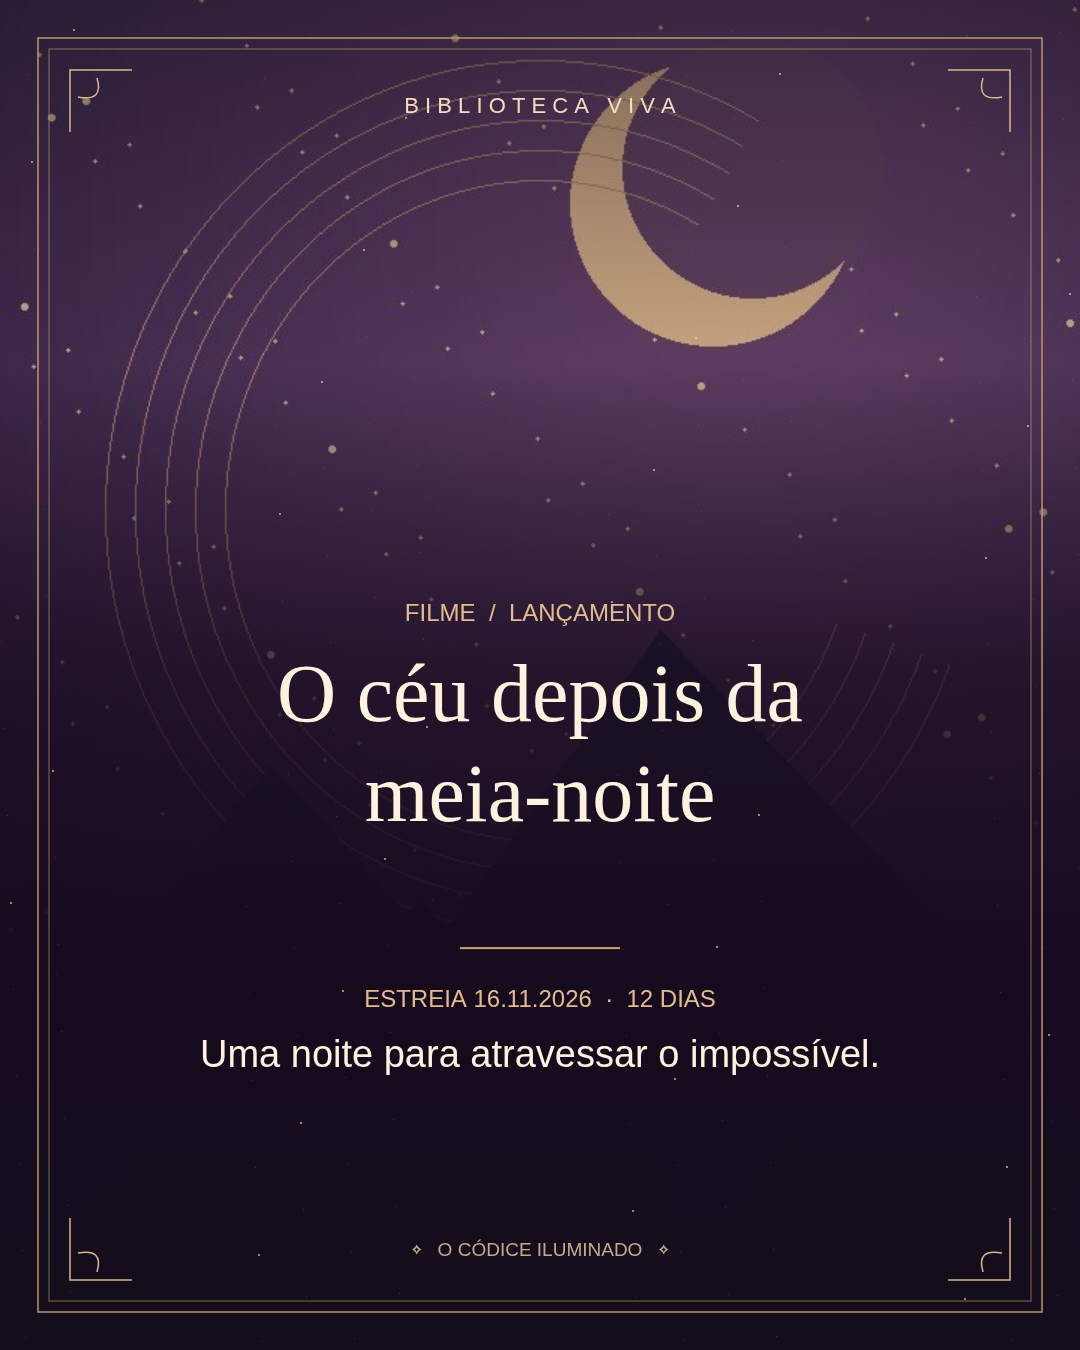 BIBLIOTECA VIVA
FILME / LANÇAMENTO
O céu depois da
meia-noite
ESTREIA 16.11.2026 · 12 DIAS
Uma noite para atravessar o impossível.
✧ O CÓDICE ILUMINADO ✧